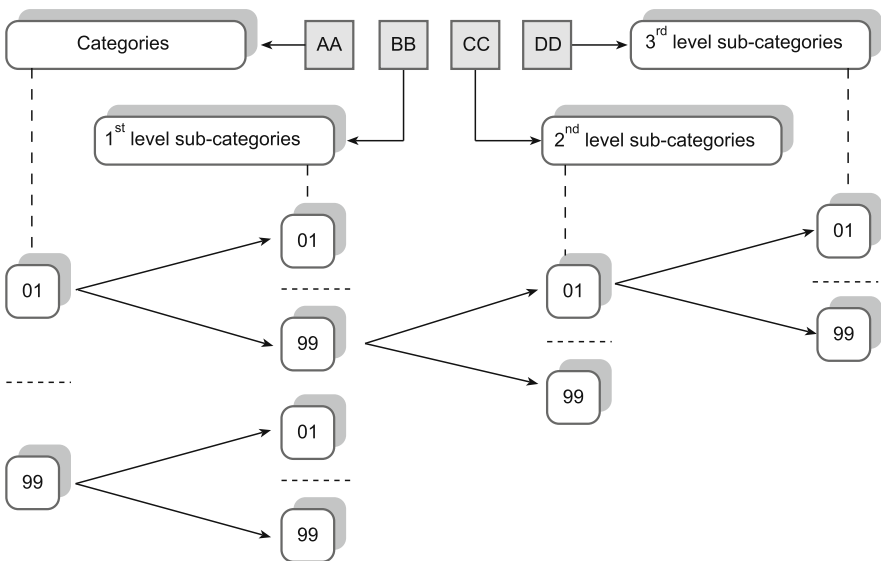 Categories
AA
BB
CC
DD
3rd level sub-categories
1st level sub-categories
2nd level sub-categories
01
01
01
01
99
99
01
99
99
99